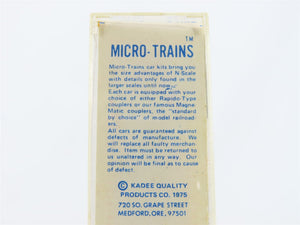 TM
MICRO-TRAINS
Micro-Trains car kits bring you
the size advantages of N Scale
with details only found in the
larger scales until now.
Each car is equipped with your
choice of either Rapido-Type
couplers or our famous Magne-
Matic couplers, the "standard
by choice" of model railroad-
ers.
All cars are guaranteed against
defects of manufacture. We
will replace all faulty merchan-
dise. Item must be returned to
us unaltered in any way. Our
opinion will be final as to cause
of defect.
© KADEE QUALITY
PRODUCTS CO. 1975
720 SO. GRAPE STREET
MEDFORD, ORE. 97501